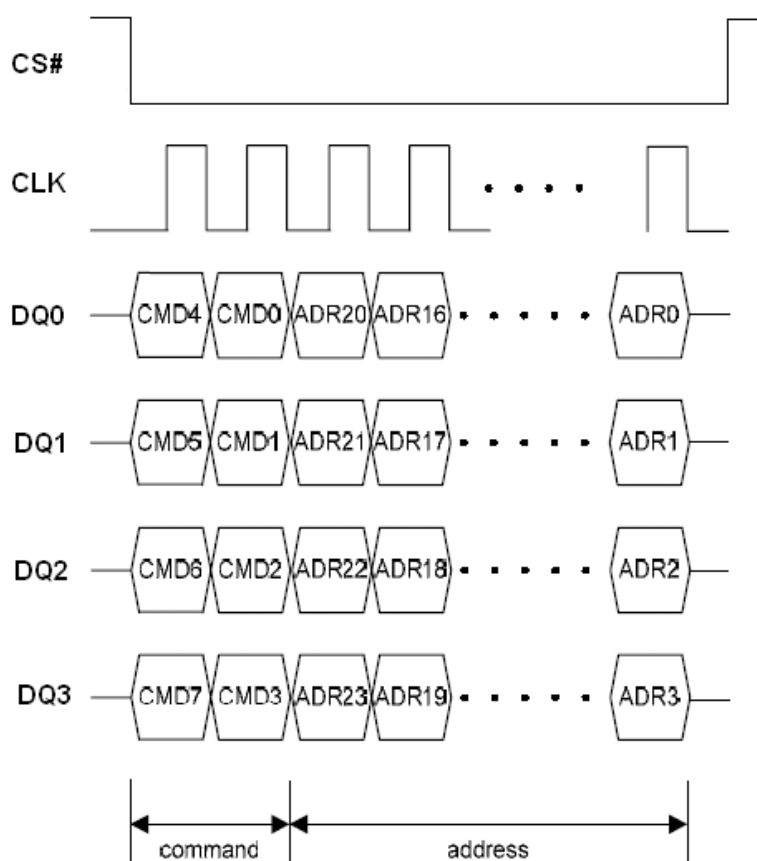 CS#
CLK
DQ0 CMD4 CMD0 ADR20 ADR16 ADR0
DQ1 CMD5 CMD1 ADR21 ADR17 ADR1
DQ2 CMD6 CMD2 ADR22 ADR18 ADR2
DQ3 CMD7 CMD3 ADR23 ADR19 ADR3
command address